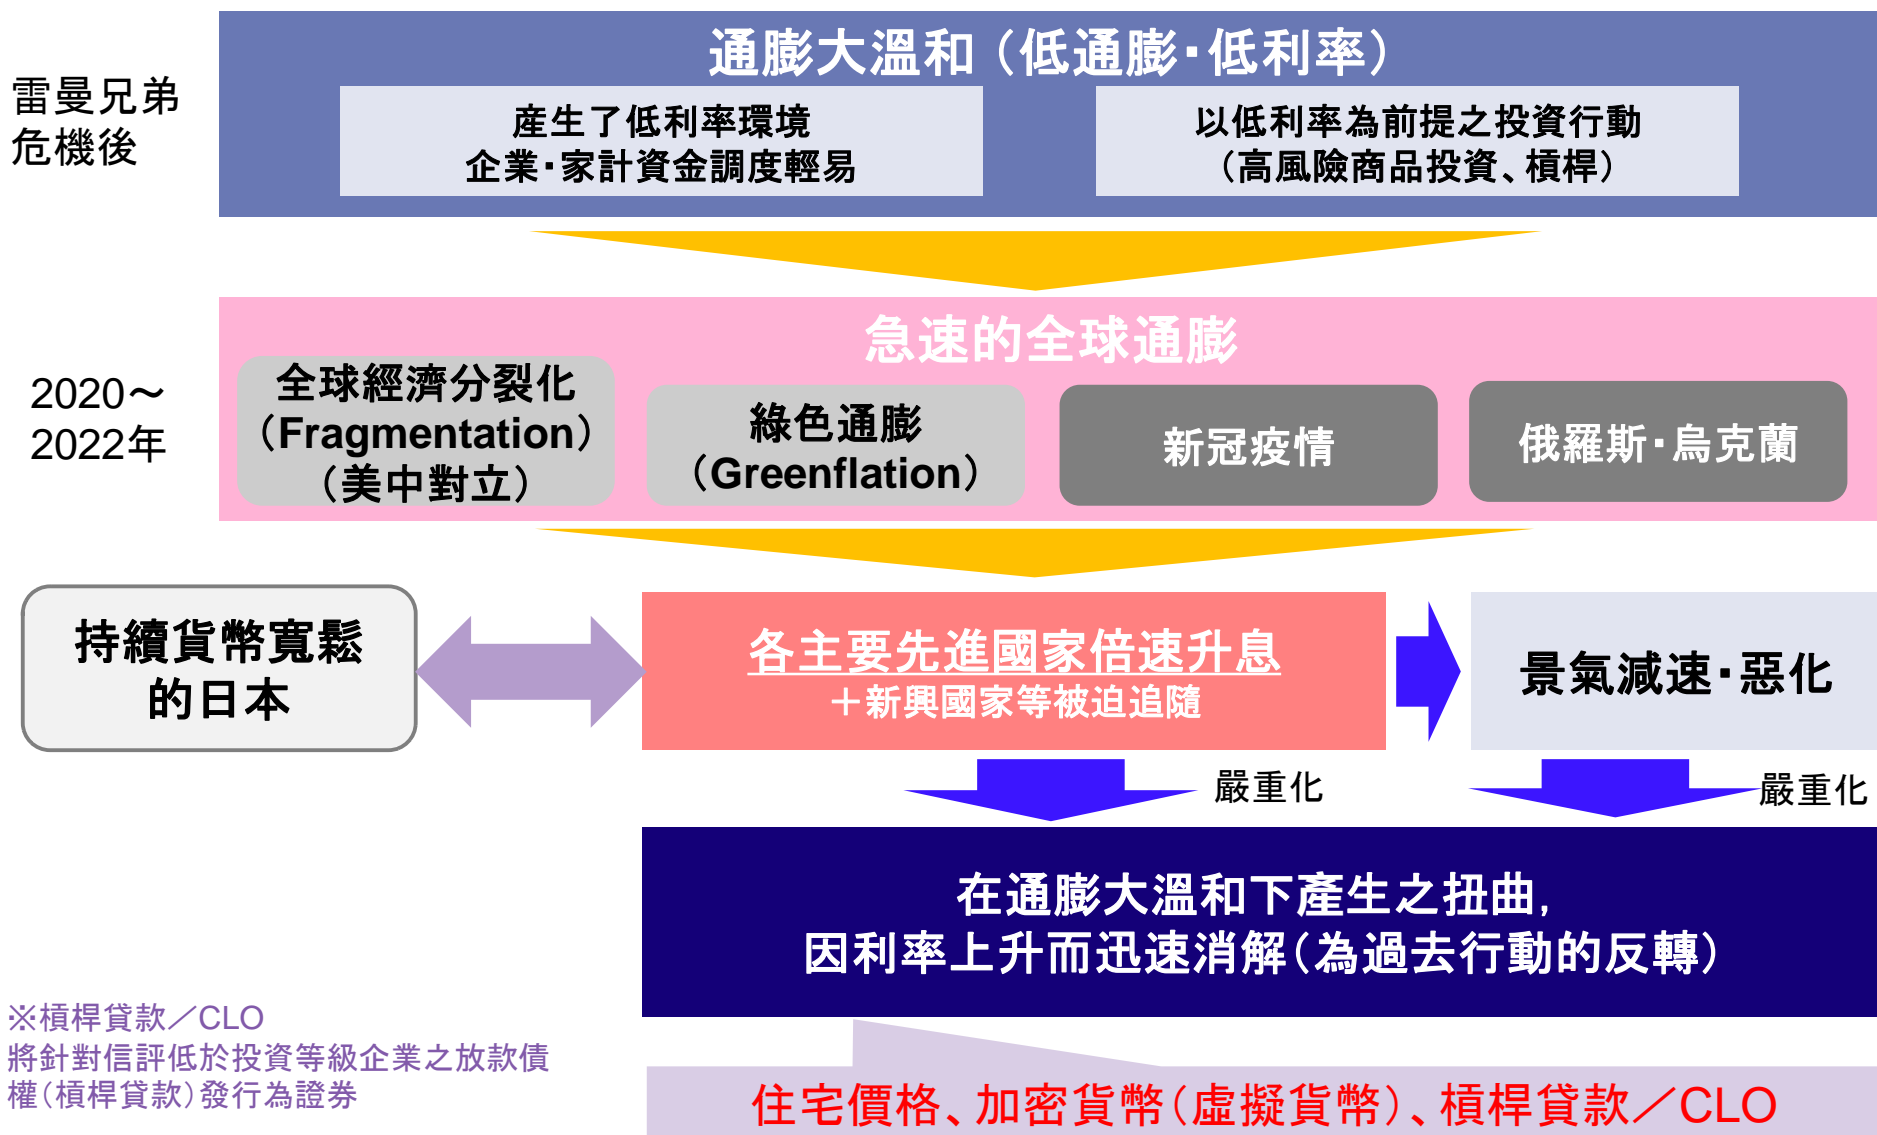 通膨大溫和（低通膨･低利率）
雷曼兄弟
危機後
產生了低利率環境
企業･家計資金調度輕易
以低利率為前提之投資行動
（高風險商品投資、槓桿）
急速的全球通膨
2020～
2022年
全球經濟分裂化
（Fragmentation）
（美中對立）
綠色通膨
（Greenflation）
新冠疫情
俄羅斯･烏克蘭
持續貨幣寬鬆
的日本
各主要先進國家倍速升息
＋新興國家等被迫追隨
景氣減速･惡化
嚴重化
嚴重化
在通膨大溫和下產生之扭曲,
因利率上升而迅速消解（為過去行動的反轉）
※槓桿貸款／CLO
將針對信評低於投資等級企業之放款債
權（槓桿貸款）發行為證券
住宅價格、加密貨幣（虛擬貨幣）、槓桿貸款／CLO